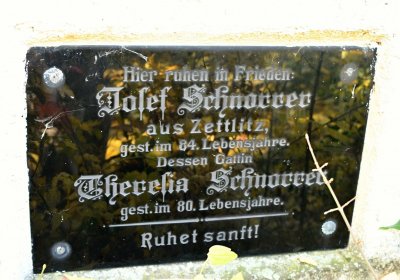 Hier ruhen in Frieden:
Josef Schnorrer
aus Zettlitz,
gest. im 84. Lebensjahre.
Dessen Gattin
Theresia Schnorrer
gest. im 80. Lebensjahre.
Ruhet sanft!